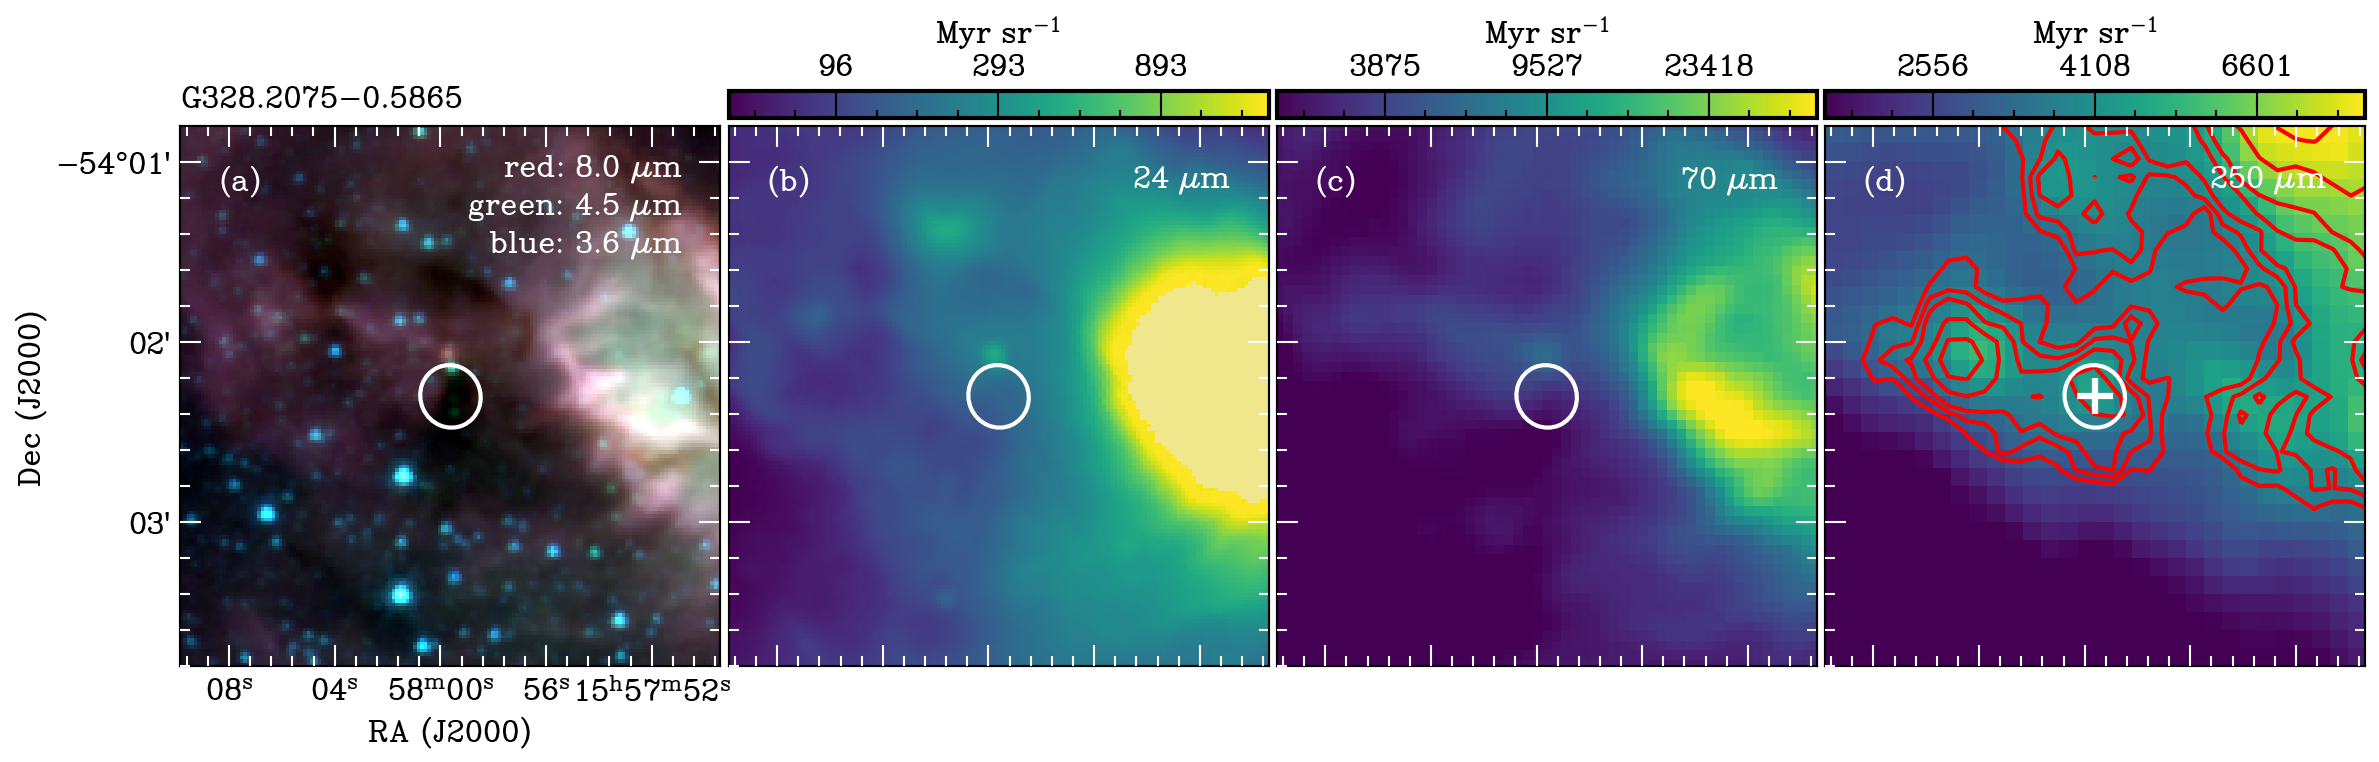 Myr sr⁻¹ Myr sr⁻¹ Myr sr⁻¹
96 293 893 3875 9527 23418 2556 4108 6601
G328.2075−0.5865
(a) red: 8.0 μm
green: 4.5 μm
blue: 3.6 μm
(b) 24 μm
(c) 70 μm
(d) 250 μm
−54°01'
02'
03'
Dec (J2000)
08ˢ 04ˢ 58ᵐ00ˢ 56ˢ 15ʰ57ᵐ52ˢ
RA (J2000)